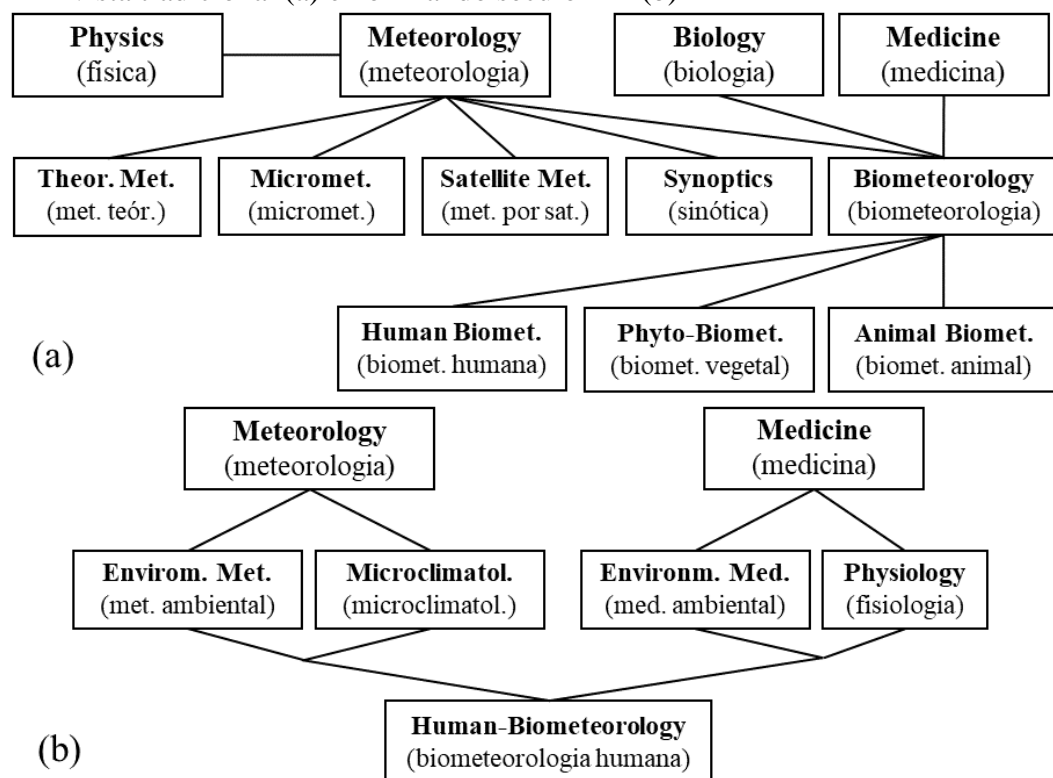 Physics
(física)
Meteorology
(meteorologia)
Biology
(biologia)
Medicine
(medicina)
Theor. Met.
(met. teór.)
Micromet.
(micromet.)
Satellite Met.
(met. por sat.)
Synoptics
(sinótica)
Biometeorology
(biometeorologia)
Human Biomet.
(biomet. humana)
Phyto-Biomet.
(biomet. vegetal)
Animal Biomet.
(biomet. animal)
(a)
Meteorology
(meteorologia)
Medicine
(medicina)
Environm. Met.
(met. ambiental)
Microclimatol.
(microclimatol.)
Environm. Med.
(med. ambiental)
Physiology
(fisiologia)
Human-Biometeorology
(biometeorologia humana)
(b)